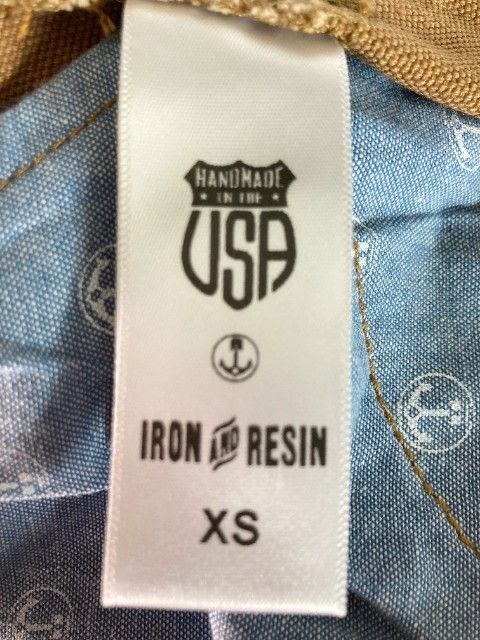 HANDMADE
IN THE
USA
IRON AND RESIN
XS